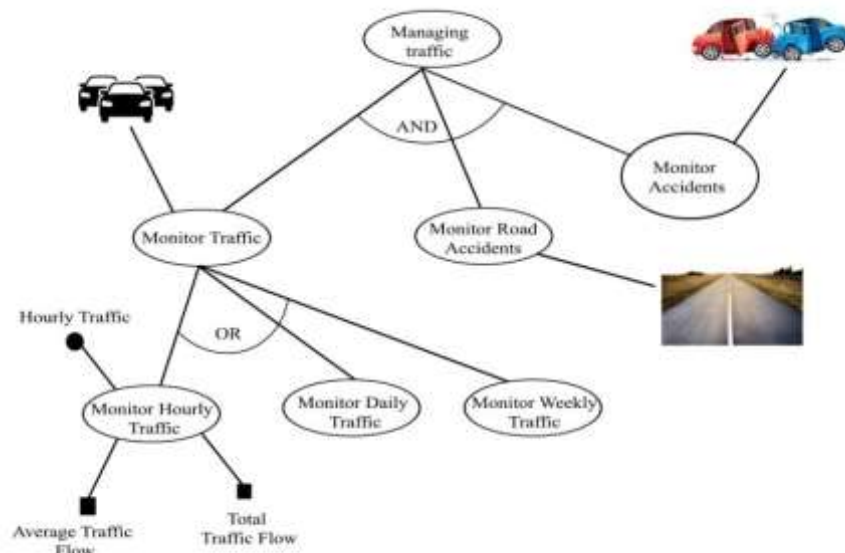 Managing
traffic
AND
Monitor
Accidents
Monitor Traffic
Monitor Road
Accidents
Hourly Traffic
OR
Monitor Hourly
Traffic
Monitor Daily
Traffic
Monitor Weekly
Traffic
Average Traffic
Flow
Total
Traffic Flow